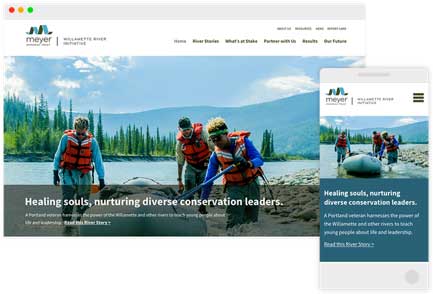 ABOUT US RESOURCES NEWS REPORT CARD
meyer
MEMORIAL TRUST
WILLAMETTE RIVER
INITIATIVE
Home River Stories What's at Stake Partner with Us Results Our Future
Healing souls, nurturing diverse conservation leaders.
A Portland veteran harnesses the power of the Willamette and other rivers to teach young people about
life and leadership. Read this River Story >
meyer
MEMORIAL TRUST
WILLAMETTE RIVER
INITIATIVE
Healing souls, nurturing
diverse conservation
leaders.
A Portland veteran harnesses the power of
the Willamette and other rivers to teach
young people about life and leadership.
Read this River Story >